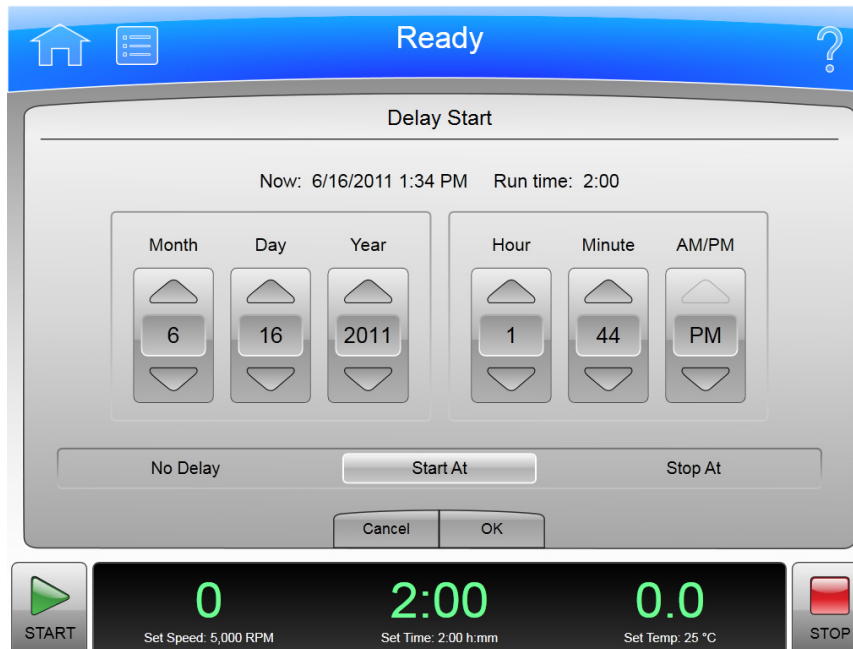 Ready
Delay Start
Now: 6/16/2011 1:34 PM Run time: 2:00
Month Day Year Hour Minute AM/PM
6 16 2011 1 44 PM
No Delay Start At Stop At
Cancel OK
0 2:00 0.0
START Set Speed: 5,000 RPM Set Time: 2:00 h:mm Set Temp: 25 °C STOP